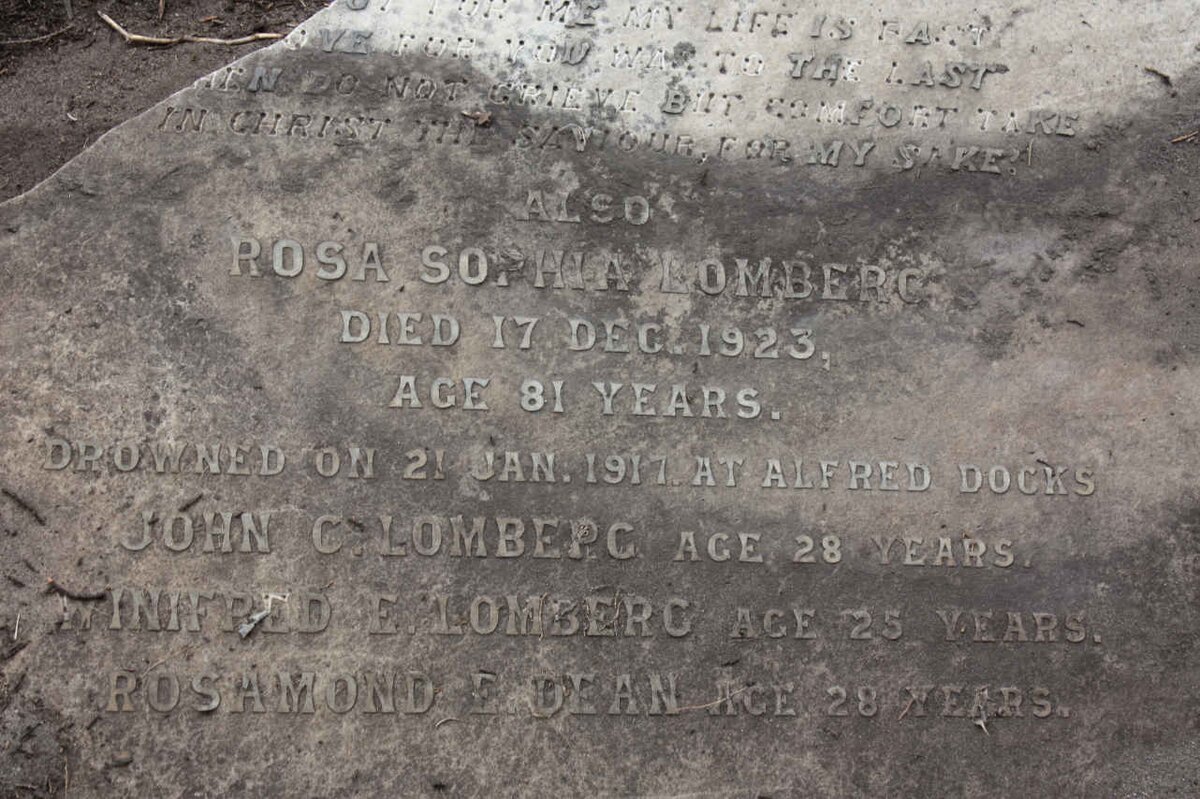 FOR ME MY LIFE IS PAST
FOR YOU WAS TO THE LAST
DO NOT GRIEVE BUT COMFORT TAKE
IN CHRIST THE SAVIOUR, FOR MY SAKE."
ALSO
ROSA SOPHIA LOMBERG
DIED 17 DEC. 1923,
AGE 81 YEARS.
DROWNED ON 21 JAN. 1917. AT ALFRED DOCKS
JOHN C. LOMBERG AGE 28 YEARS.
WINIFRED E. LOMBERG AGE 25 YEARS.
ROSAMOND E. DEAN AGE 28 YEARS.